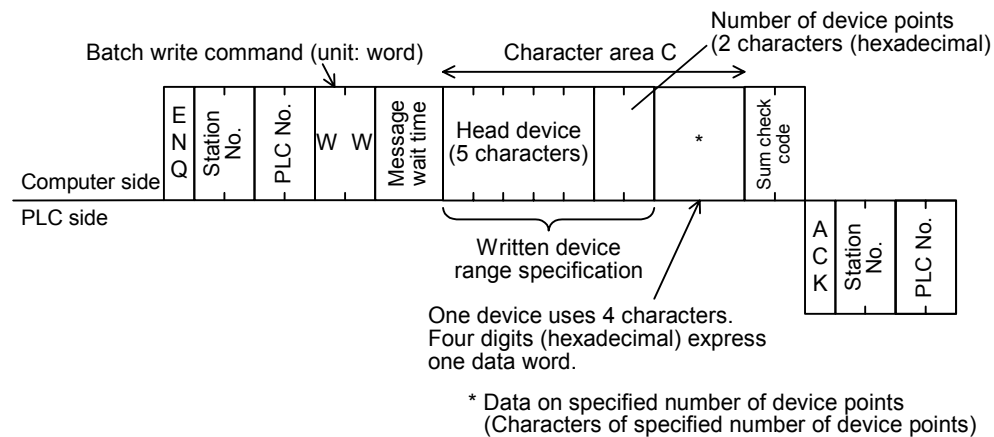 Number of device points
(2 characters (hexadecimal)
Batch write command (unit: word)
Character area C
E
N
Q
Station
No.
PLC No.
W W
Message
wait time
Head device
(5 characters)
*
Sum check
code
Computer side
PLC side
Written device
range specification
A
C
K
Station
No.
PLC No.
One device uses 4 characters.
Four digits (hexadecimal) express
one data word.
* Data on specified number of device points
(Characters of specified number of device points)